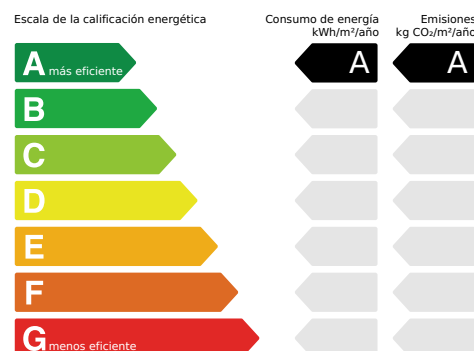 Escala de la calificación energética
Consumo de energía
kWh/m²/año
Emisiones
kg CO₂/m²/año
A más eficiente
A
A
B
C
D
E
F
G menos eficiente